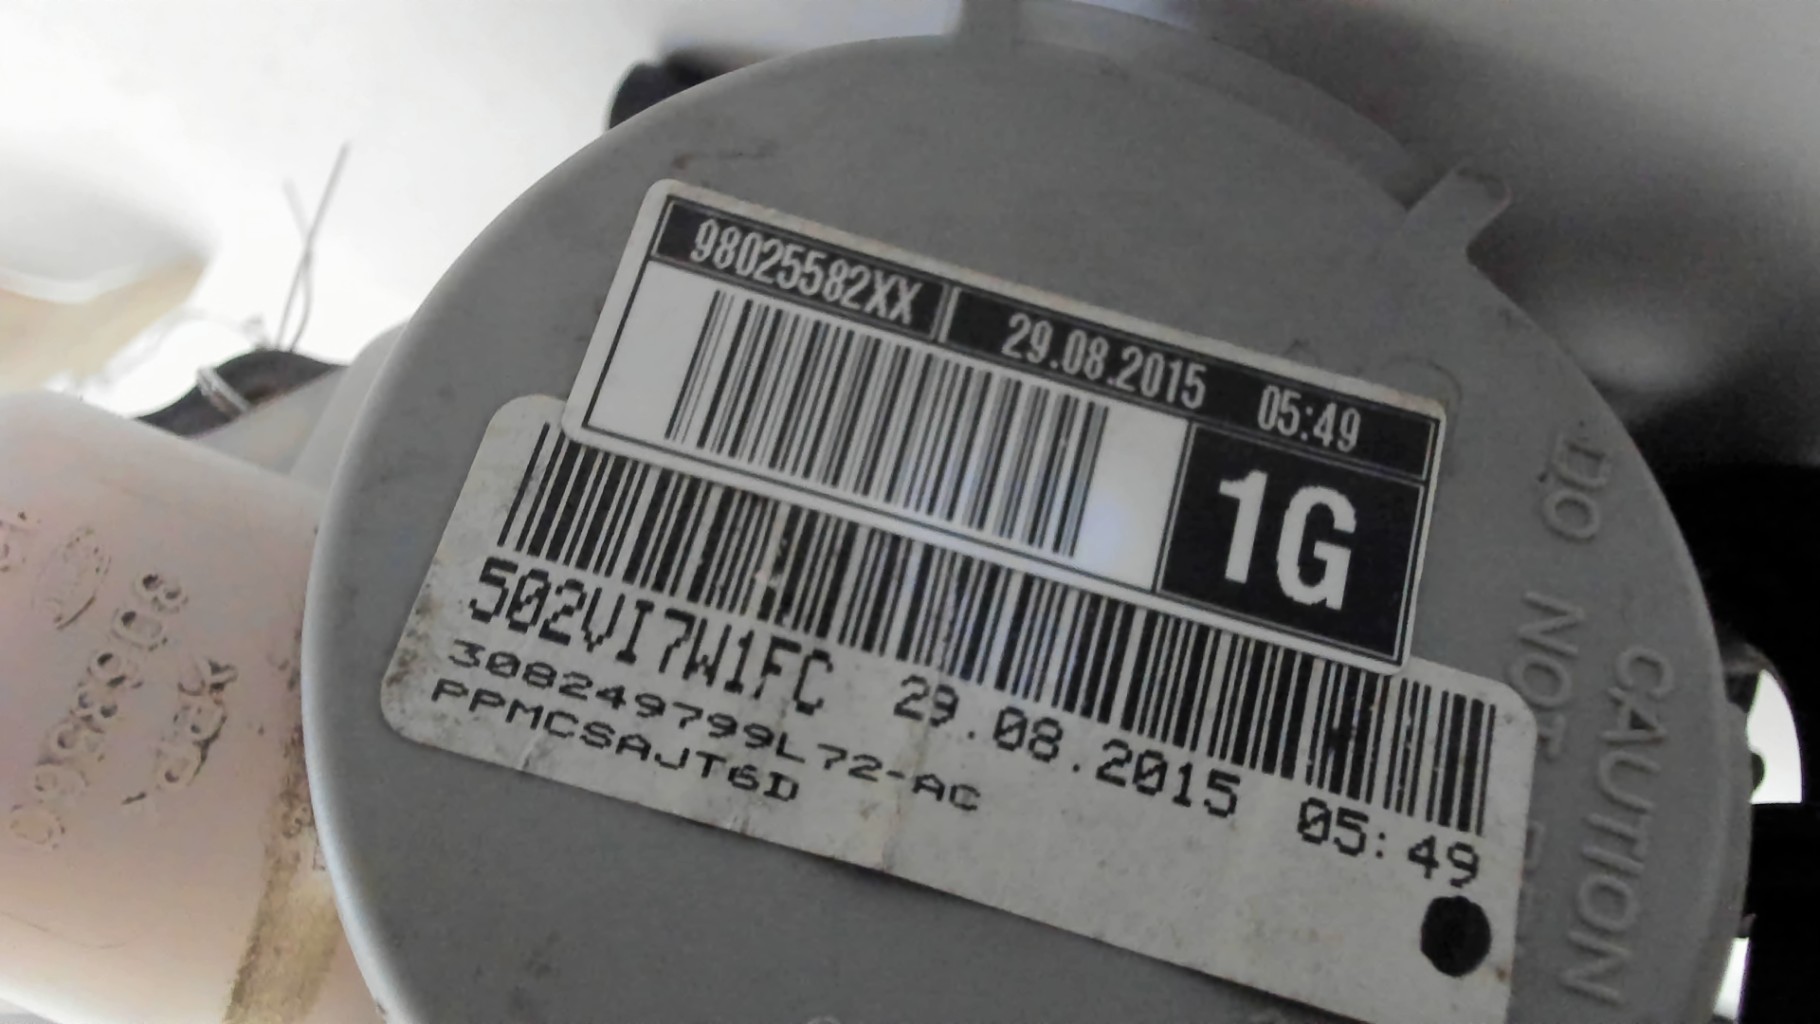 98025582XX 29.08.2015 05:49
1G
502VI7W1FC 29.08.2015 05:49
308249799L72-AC
PPMCSAJT6D
CAUTION
DO NOT